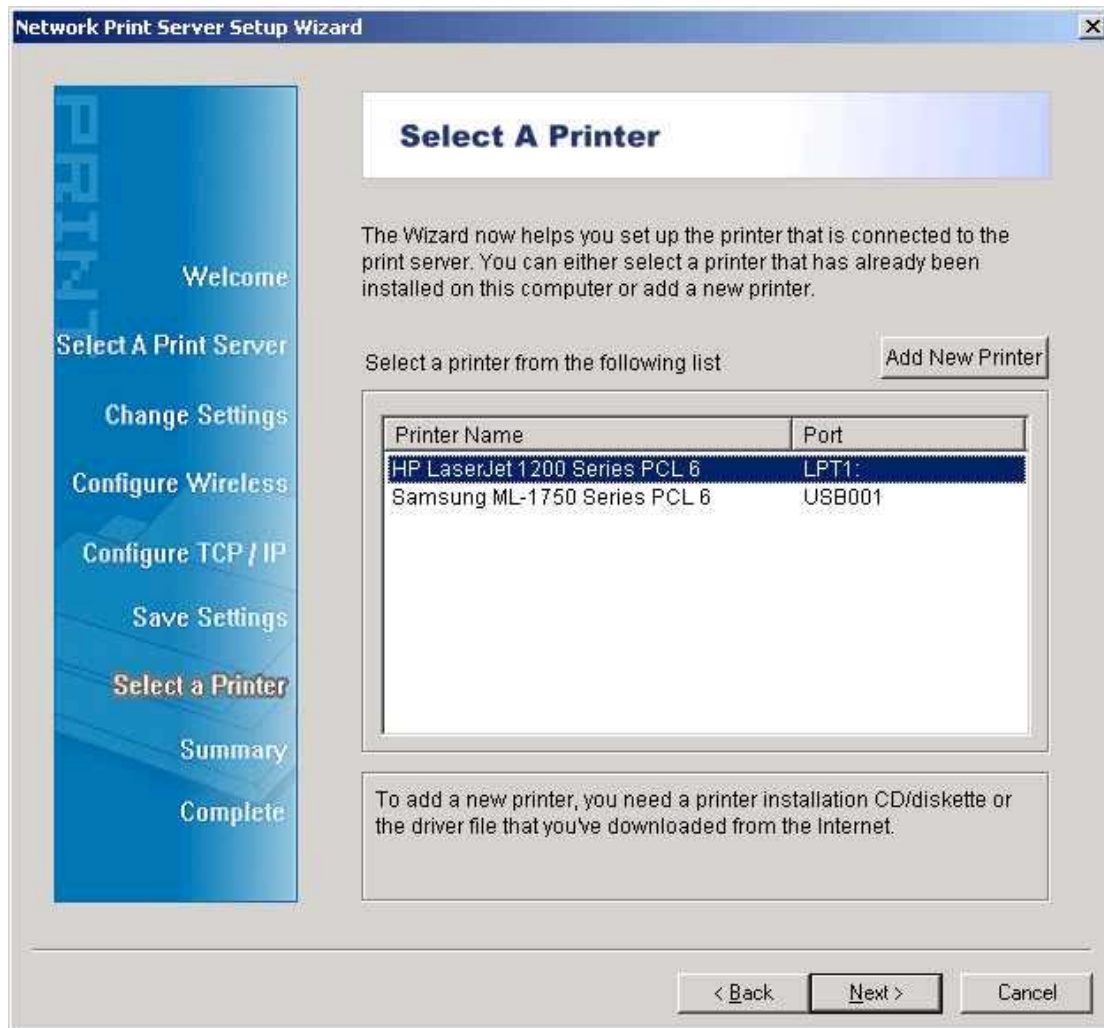 Network Print Server Setup Wizard
PRINT
Welcome
Select A Print Server
Change Settings
Configure Wireless
Configure TCP / IP
Save Settings
Select a Printer
Summary
Complete
Select A Printer
The Wizard now helps you set up the printer that is connected to the
print server. You can either select a printer that has already been
installed on this computer or add a new printer.
Select a printer from the following list
Add New Printer
Printer Name Port
HP LaserJet 1200 Series PCL 6 LPT1:
Samsung ML-1750 Series PCL 6 USB001
To add a new printer, you need a printer installation CD/diskette or
the driver file that you've downloaded from the Internet.
< Back Next > Cancel